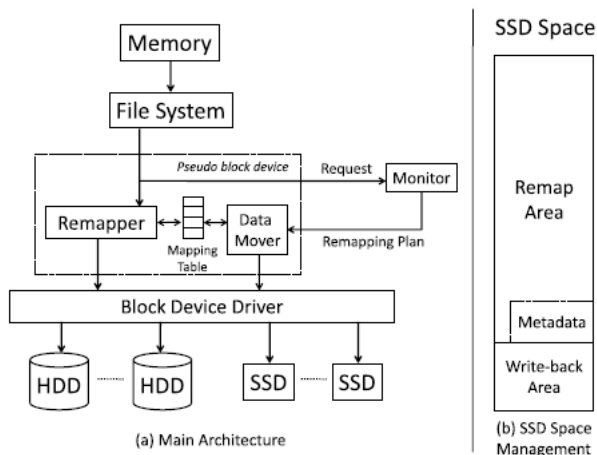 Memory
File System
Pseudo block device
Request
Monitor
Remapper
Mapping
Table
Data
Mover
Remapping Plan
Block Device Driver
HDD
HDD
SSD
SSD
(a) Main Architecture
SSD Space
Remap
Area
Metadata
Write-back
Area
(b) SSD Space
Management